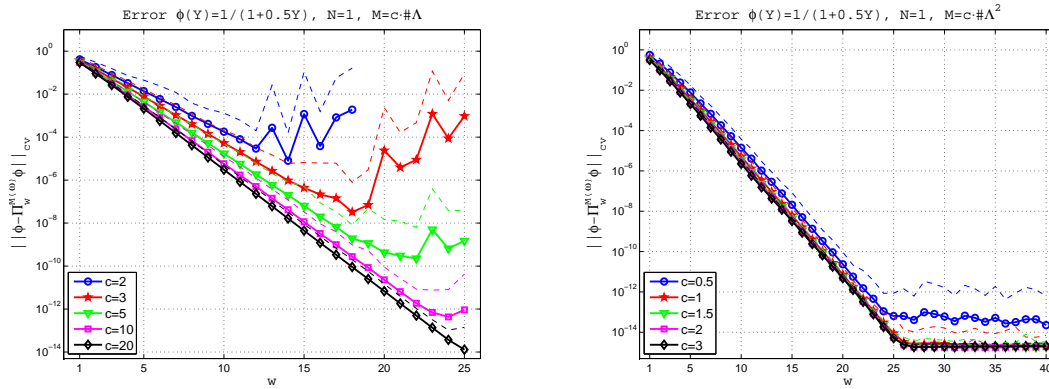 Error ϕ(Y)=1/(1+0.5Y), N=1, M=c·#Λ
||ϕ−Π_w^{M(ω)}ϕ||_{cv}
10^0
10^{-2}
10^{-4}
10^{-6}
10^{-8}
10^{-10}
10^{-12}
10^{-14}
c=2
c=3
c=5
c=10
c=20
1 5 10 15 20 25
w
Error ϕ(Y)=1/(1+0.5Y), N=1, M=c·#Λ^2
||ϕ−Π_w^{M(ω)}ϕ||_{cv}
10^0
10^{-2}
10^{-4}
10^{-6}
10^{-8}
10^{-10}
10^{-12}
10^{-14}
c=0.5
c=1
c=1.5
c=2
c=3
1 5 10 15 20 25 30 35 40
w